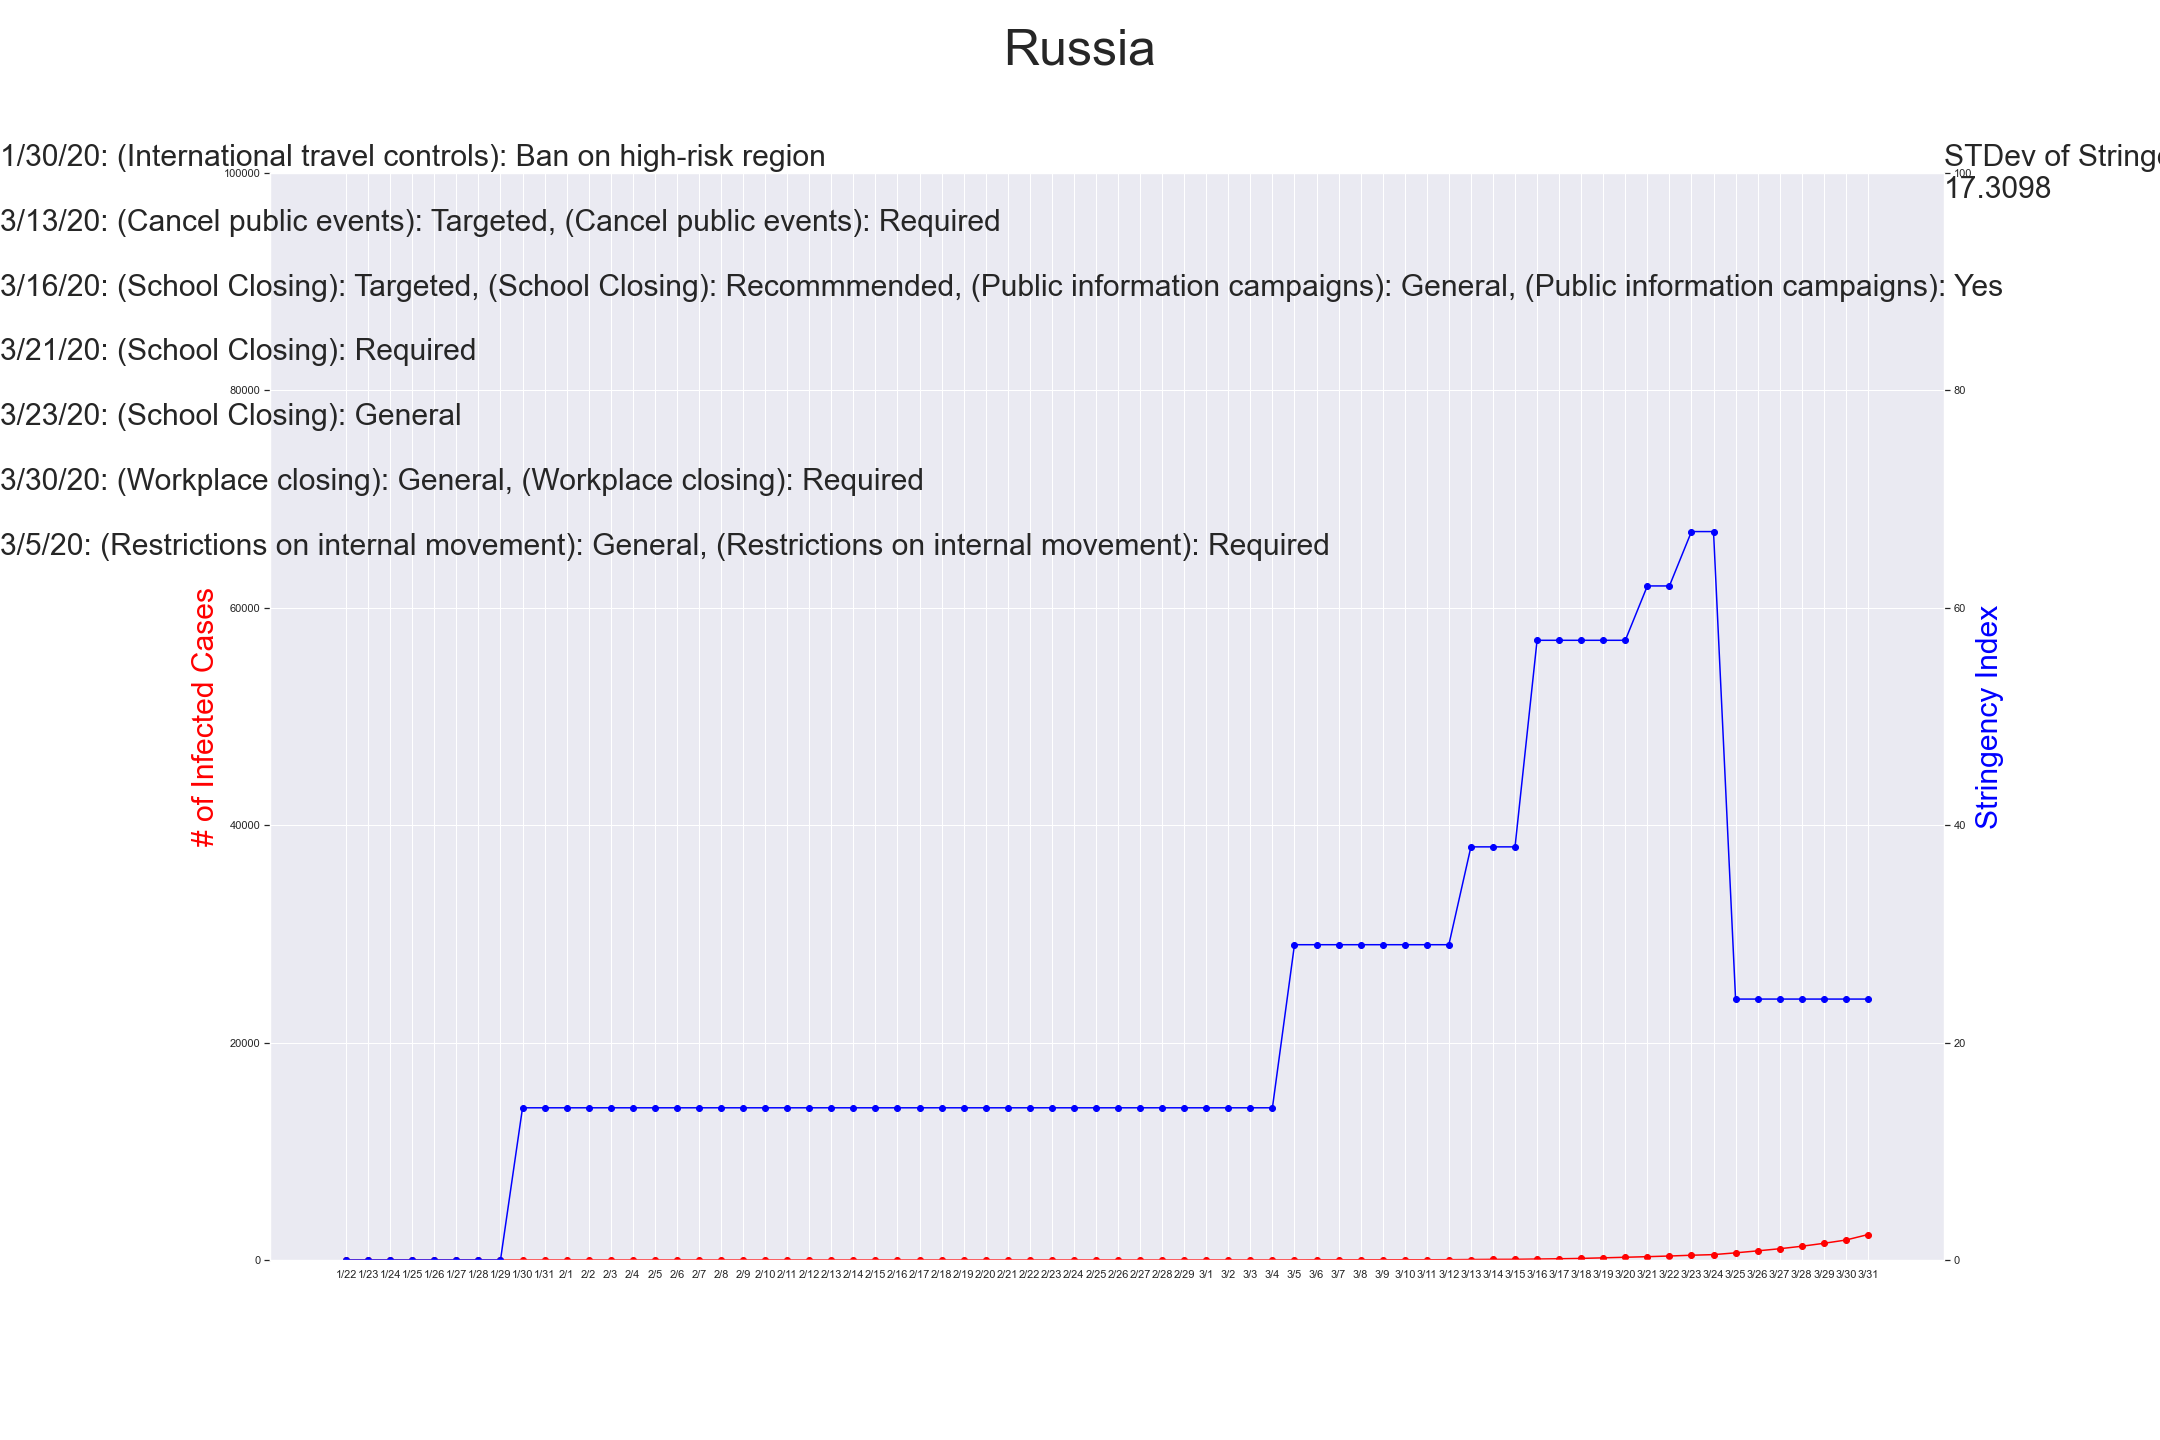 Russia
1/30/20: (International travel controls): Ban on high-risk region
STDev of Stringe
17.3098
3/13/20: (Cancel public events): Targeted, (Cancel public events): Required
3/16/20: (School Closing): Targeted, (School Closing): Recommmended, (Public information campaigns): General, (Public information campaigns): Yes
3/21/20: (School Closing): Required
3/23/20: (School Closing): General
3/30/20: (Workplace closing): General, (Workplace closing): Required
3/5/20: (Restrictions on internal movement): General, (Restrictions on internal movement): Required
100000
80000
60000
40000
20000
0
# of Infected Cases
100
80
60
40
20
0
Stringency Index
1/22 1/23 1/24 1/25 1/26 1/27 1/28 1/29 1/30 1/31 2/1 2/2 2/3 2/4 2/5 2/6 2/7 2/8 2/9 2/10 2/11 2/12 2/13 2/14 2/15 2/16 2/17 2/18 2/19 2/20 2/21 2/22 2/23 2/24 2/25 2/26 2/27 2/28 2/29 3/1 3/2 3/3 3/4 3/5 3/6 3/7 3/8 3/9 3/10 3/11 3/12 3/13 3/14 3/15 3/16 3/17 3/18 3/19 3/20 3/21 3/22 3/23 3/24 3/25 3/26 3/27 3/28 3/29 3/30 3/31